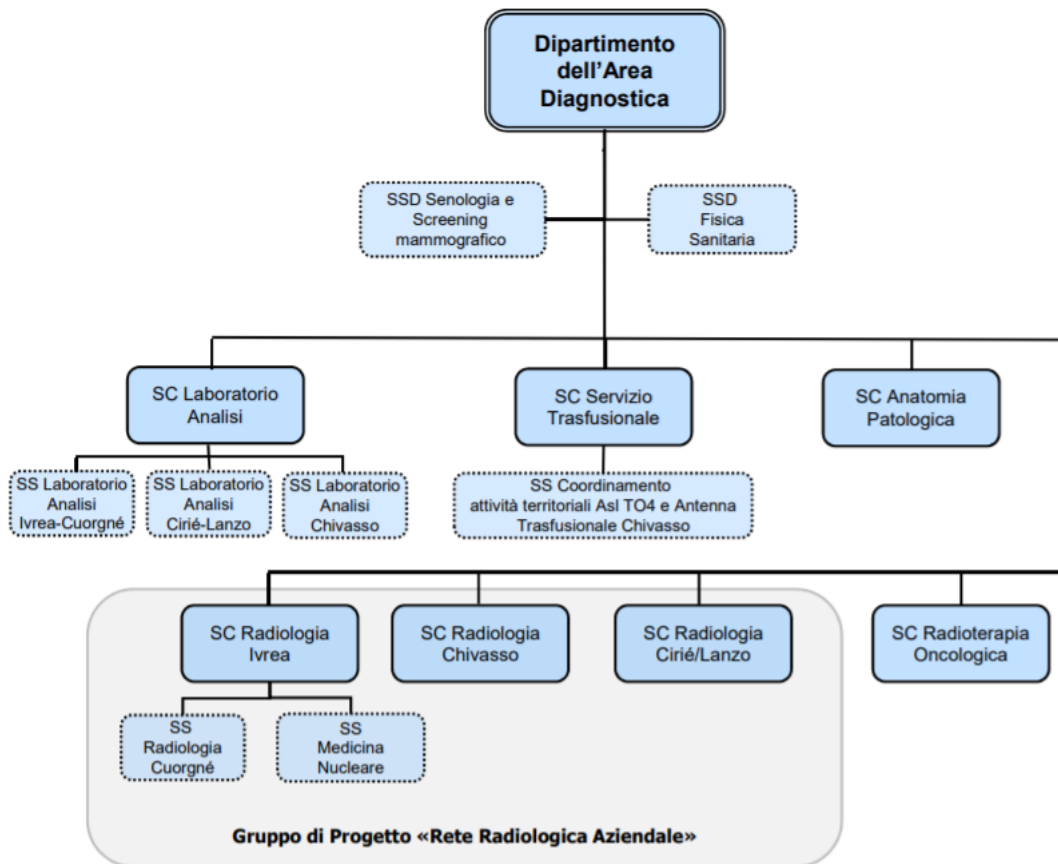 Dipartimento
dell'Area
Diagnostica
SSD Senologia e
Screening
mammografico
SSD
Fisica
Sanitaria
SC Laboratorio
Analisi
SC Servizio
Trasfusionale
SC Anatomia
Patologica
SS Laboratorio
Analisi
Ivrea-Cuorgné
SS Laboratorio
Analisi
Cirié-Lanzo
SS Laboratorio
Analisi
Chivasso
SS Coordinamento
attività territoriali Asl TO4 e Antenna
Trasfusionale Chivasso
SC Radiologia
Ivrea
SC Radiologia
Chivasso
SC Radiologia
Cirié/Lanzo
SC Radioterapia
Oncologica
SS
Radiologia
Cuorgné
SS
Medicina
Nucleare
Gruppo di Progetto «Rete Radiologica Aziendale»